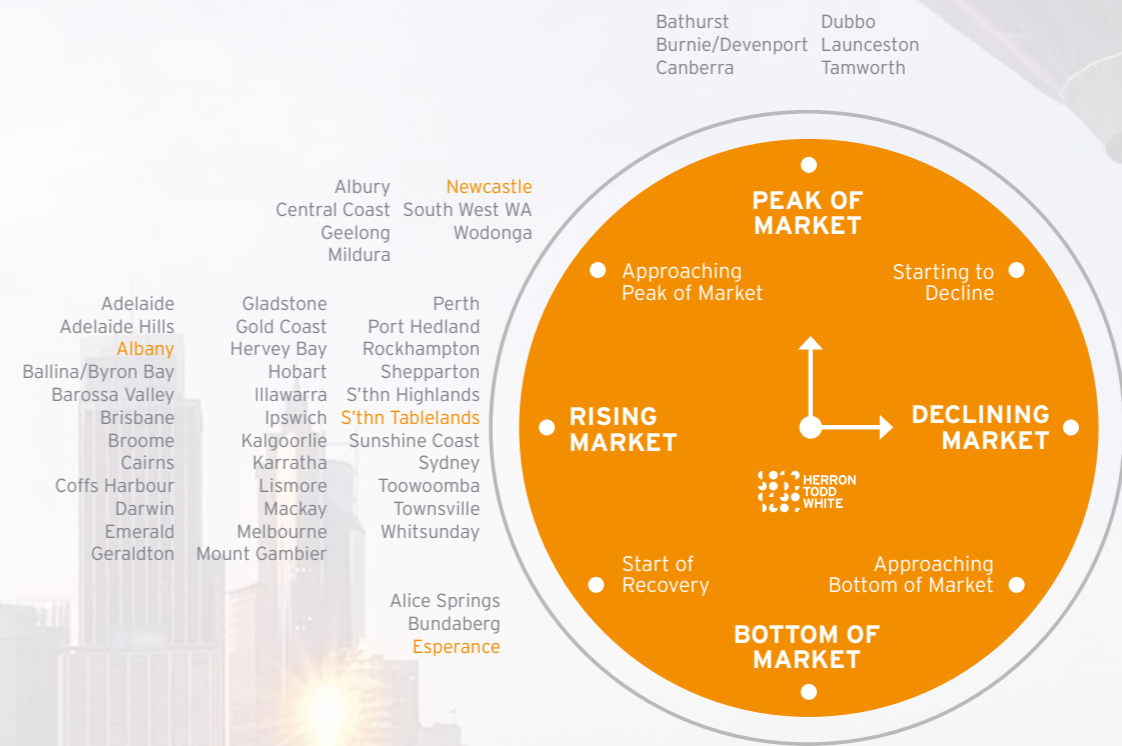 Bathurst
Burnie/Devenport
Canberra
Dubbo
Launceston
Tamworth
Albury
Central Coast
Geelong
Mildura
Newcastle
South West WA
Wodonga
Adelaide
Adelaide Hills
Albany
Ballina/Byron Bay
Barossa Valley
Brisbane
Broome
Cairns
Coffs Harbour
Darwin
Emerald
Geraldton
Gladstone
Gold Coast
Hervey Bay
Hobart
Illawarra
Ipswich
Kalgoorlie
Karratha
Lismore
Mackay
Melbourne
Mount Gambier
Perth
Port Hedland
Rockhampton
Shepparton
S'thn Highlands
S'thn Tablelands
Sunshine Coast
Sydney
Toowoomba
Townsville
Whitsunday
Alice Springs
Bundaberg
Esperance
PEAK OF
MARKET
Approaching
Peak of Market
Starting to
Decline
RISING
MARKET
DECLINING
MARKET
HERRON
TODD
WHITE
Start of
Recovery
Approaching
Bottom of Market
BOTTOM OF
MARKET